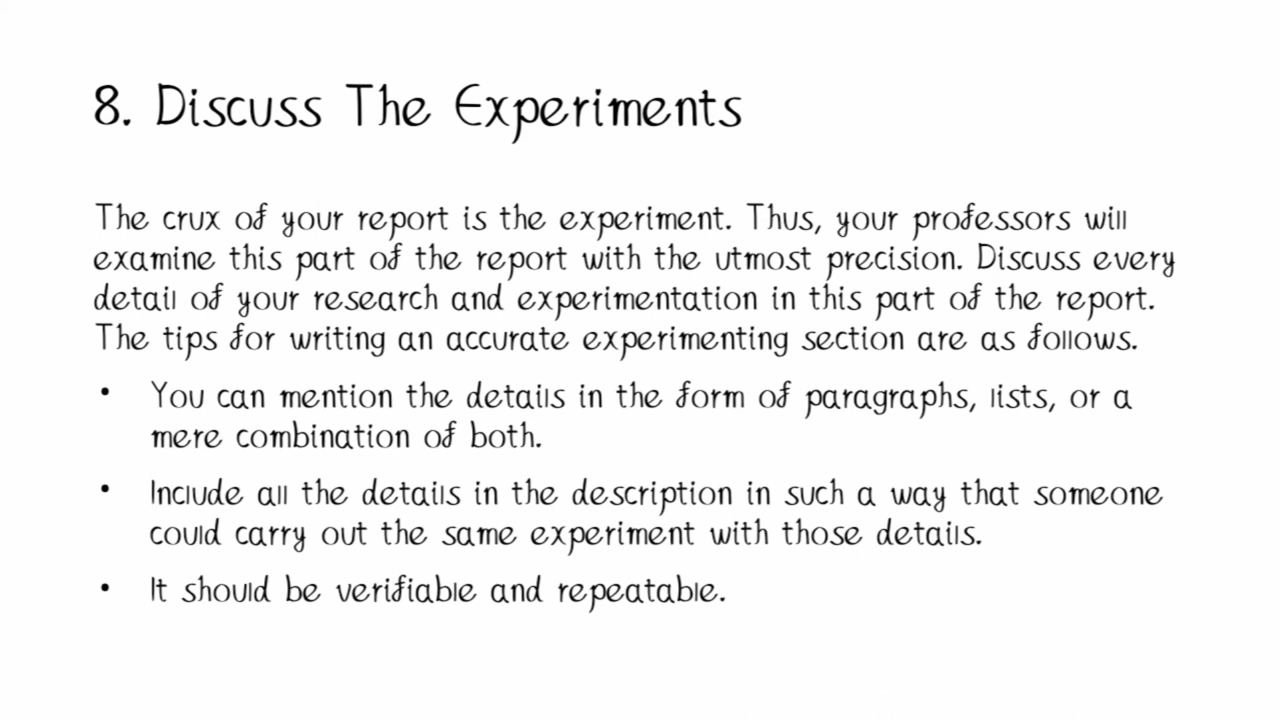 8. Discuss The Experiments
The crux of your report is the experiment. Thus, your professors will
examine this part of the report with the utmost precision. Discuss every
detail of your research and experimentation in this part of the report.
The tips for writing an accurate experimenting section are as follows.
• You can mention the details in the form of paragraphs, lists, or a
mere combination of both.
• Include all the details in the description in such a way that someone
could carry out the same experiment with those details.
• It should be verifiable and repeatable.